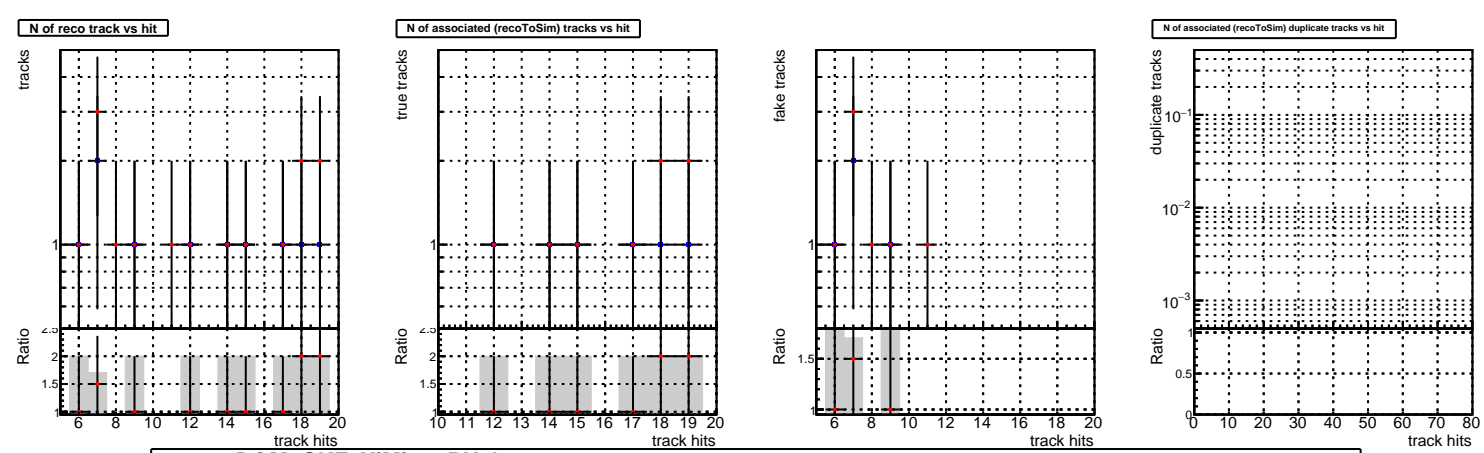 N of reco track vs hit
tracks
1
Ratio
2.5
2
1.5
1
6 8 10 12 14 16 18 20
track hits
N of associated (recoToSim) tracks vs hit
true tracks
1
Ratio
2.5
2
1.5
1
10 11 12 13 14 15 16 17 18 19 20
track hits
fake tracks
1
Ratio
1.5
1
6 8 10 12 14 16 18 20
track hits
N of associated (recoToSim) duplicate tracks vs hit
duplicate tracks
10⁻¹
10⁻²
10⁻³
Ratio
1
0.5
0
0 10 20 30 40 50 60 70 80
track hits